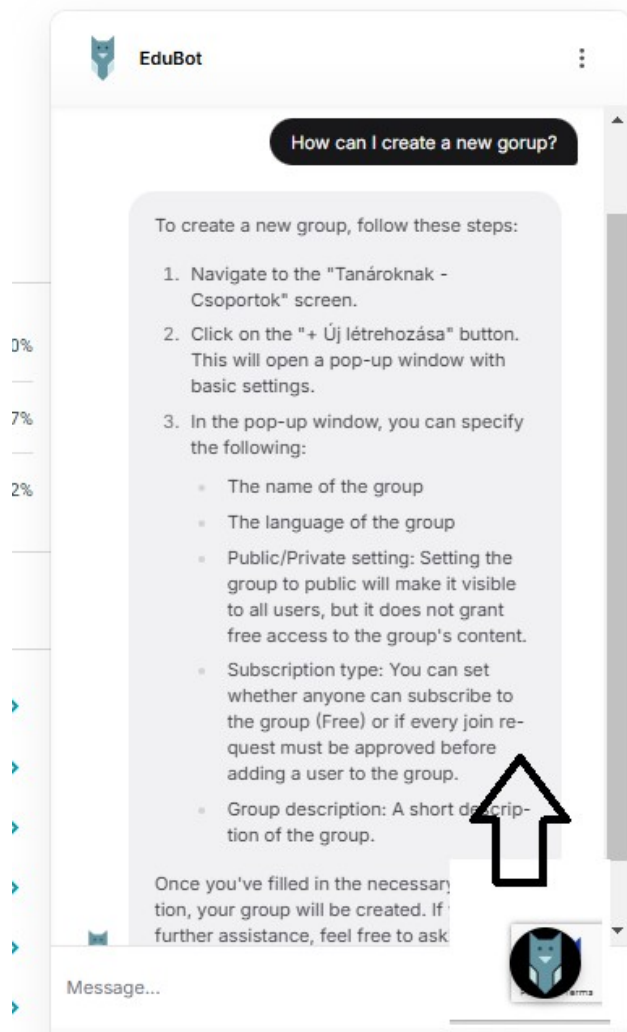 EduBot
How can I create a new gorup?
To create a new group, follow these steps:
1. Navigate to the "Tanároknak -
Csoportok" screen.
2. Click on the "+ Új létrehozása" button.
This will open a pop-up window with
basic settings.
3. In the pop-up window, you can specify
the following:
The name of the group
The language of the group
Public/Private setting: Setting the
group to public will make it visible
to all users, but it does not grant
free access to the group's content.
Subscription type: You can set
whether anyone can subscribe to
the group (Free) or if every join re-
quest must be approved before
adding a user to the group.
Group description: A short descrip-
tion of the group.
Once you've filled in the necessary
tion, your group will be created. If
further assistance, feel free to ask
0%
7%
2%
Message...